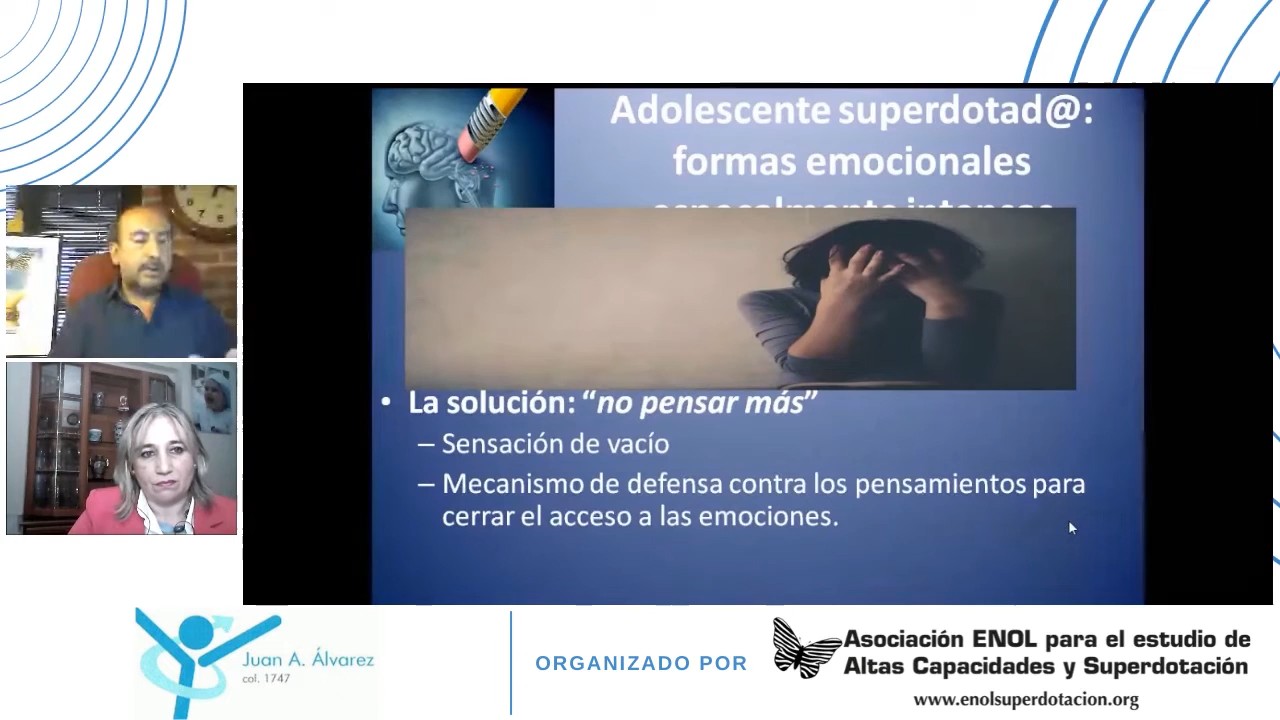 Adolescente superdotad@:
formas emocionales
especalmente intensas
• La solución: “no pensar más”
– Sensación de vacío
– Mecanismo de defensa contra los pensamientos para
cerrar el acceso a las emociones.
Juan A. Álvarez
col. 1747
ORGANIZADO POR
Asociación ENOL para el estudio de
Altas Capacidades y Superdotación
www.enolsuperdotacion.org